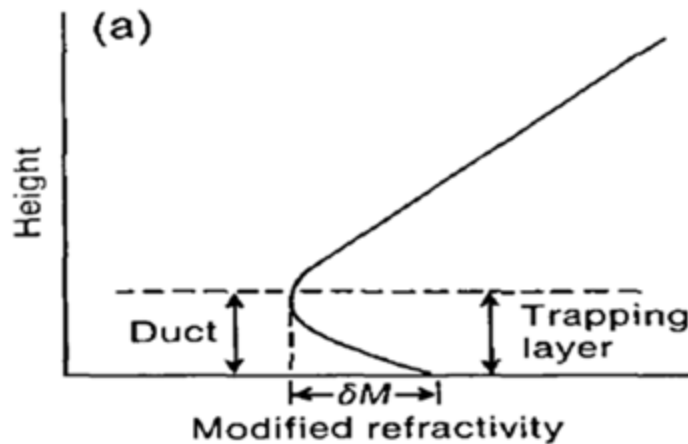 (a)
Height
Duct
Trapping
layer
δM
Modified refractivity